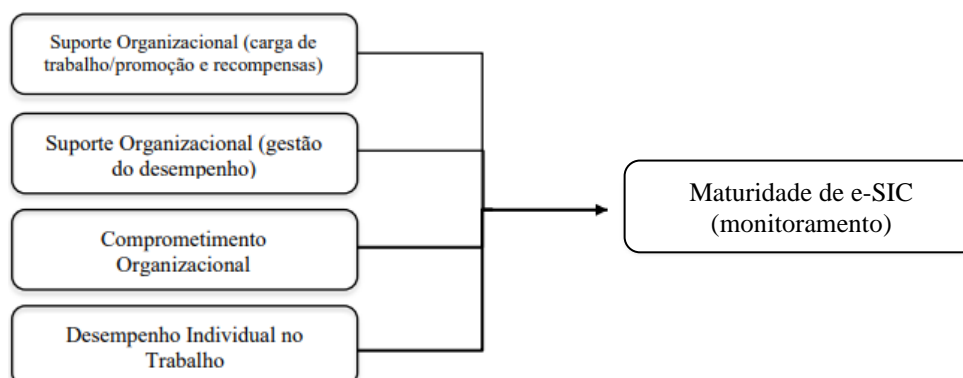 Suporte Organizacional (carga de
trabalho/promoção e recompensas)
Suporte Organizacional (gestão
do desempenho)
Comprometimento
Organizacional
Desempenho Individual no
Trabalho
Maturidade de e-SIC
(monitoramento)